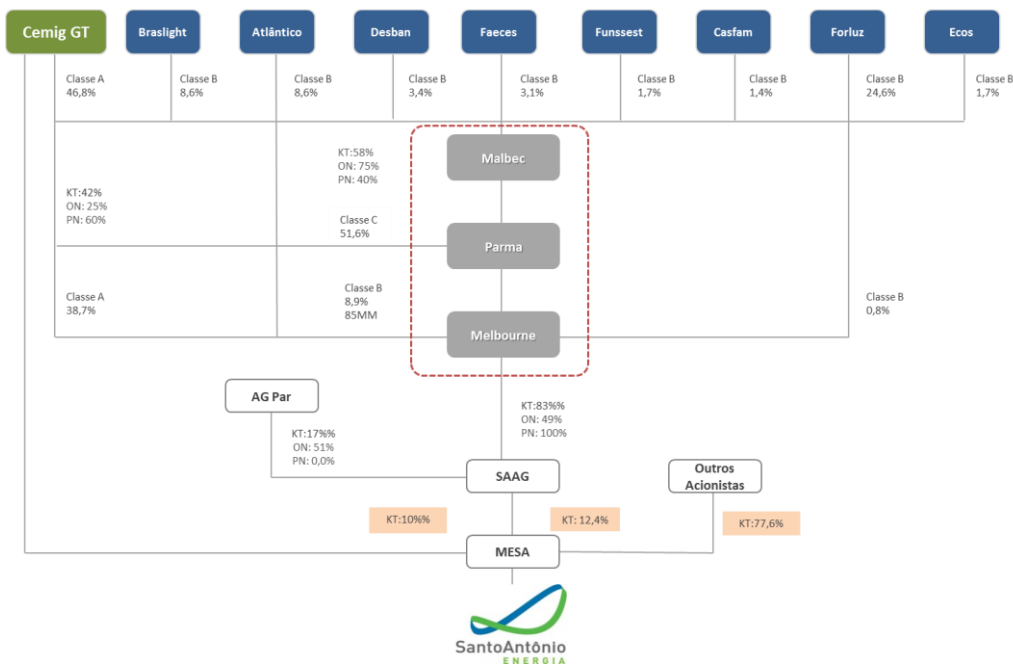 Cemig GT
Braslight
Atlântico
Desban
Faeces
Funssest
Casfam
Forluz
Ecos
Classe A
46,8%
Classe B
8,6%
Classe B
8,6%
Classe B
3,4%
Classe B
3,1%
Classe B
1,7%
Classe B
1,4%
Classe B
24,6%
Classe B
1,7%
KT:58%
ON: 75%
PN: 40%
Malbec
KT:42%
ON: 25%
PN: 60%
Classe C
51,6%
Parma
Classe A
38,7%
Classe B
8,9%
85MM
Melbourne
Classe B
0,8%
AG Par
KT:83%%
ON: 49%
PN: 100%
KT:17%%
ON: 51%
PN: 0,0%
SAAG
Outros
Acionistas
KT:10%%
KT: 12,4%
KT:77,6%
MESA
SantoAntônio
ENERGIA